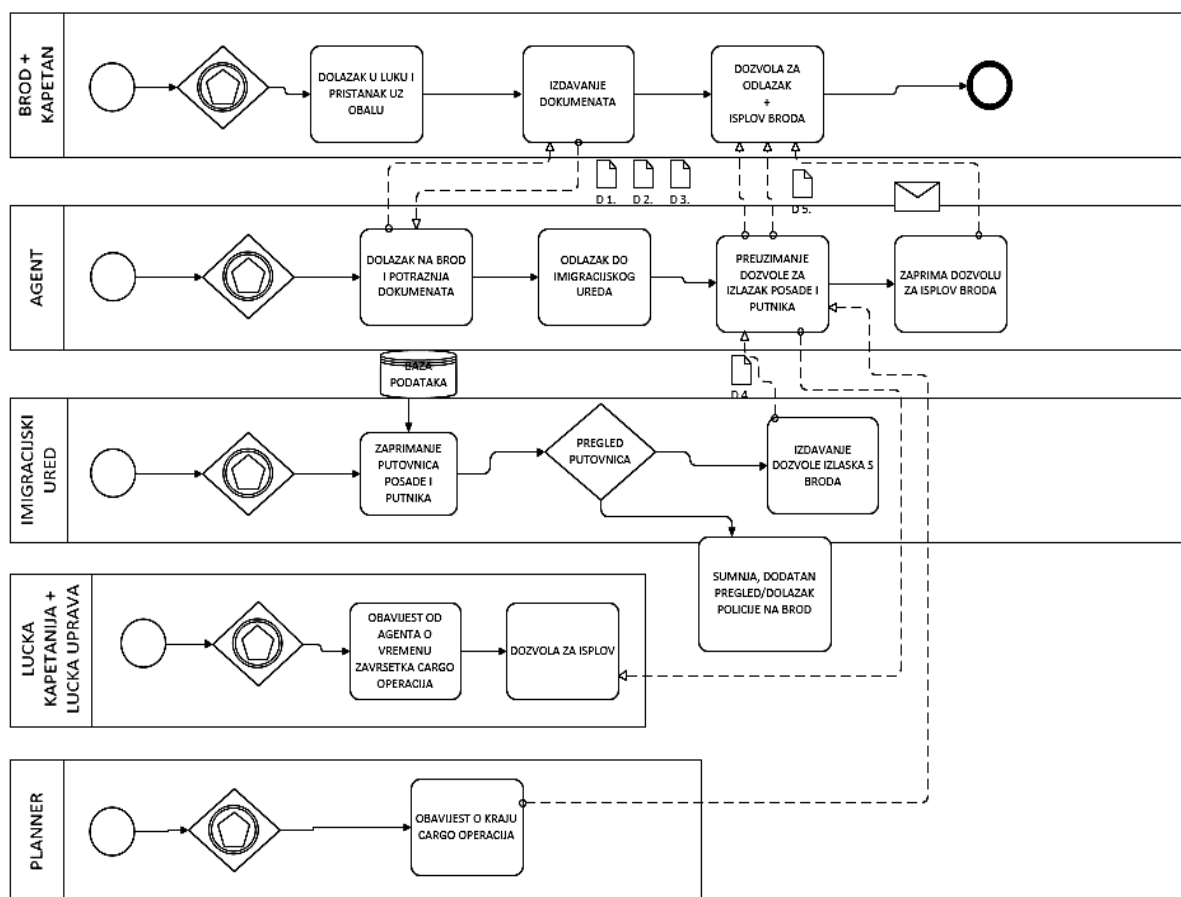 BROD +
KAPETAN
DOLAZAK U LUKU I
PRISTANAK UZ
OBALU
IZDAVANJE
DOKUMENATA
DOZVOLA ZA
ODLAZAK
+
ISPLOV BRODA
D 1.
D 2.
D 3.
D 5.
AGENT
DOLAZAK NA BROD
I POTRAZNJA
DOKUMENATA
ODLAZAK DO
IMIGRACIJSKOG
UREDA
PREUZIMANJE
DOZVOLE ZA
IZLAZAK POSADE I
PUTNIKA
ZAPRIMA DOZVOLU
ZA ISPLOV BRODA
BAZA
PODATAKA
D 4.
IMIGRACIJSKI
URED
ZAPRIMANJE
PUTOVNICA
POSADE I
PUTNIKA
PREGLED
PUTOVNICA
IZDAVANJE
DOZVOLE IZLASKA S
BRODA
SUMNJA, DODATAN
PREGLED/DOLAZAK
POLICIJE NA BROD
LUCKA
KAPETANIJA +
LUCKA UPRAVA
OBAVIJEST OD
AGENTA O
VREMENU
ZAVRSETKA CARGO
OPERACIJA
DOZVOLA ZA ISPLOV
PLANNER
OBAVIJEST O KRAJU
CARGO OPERACIJA